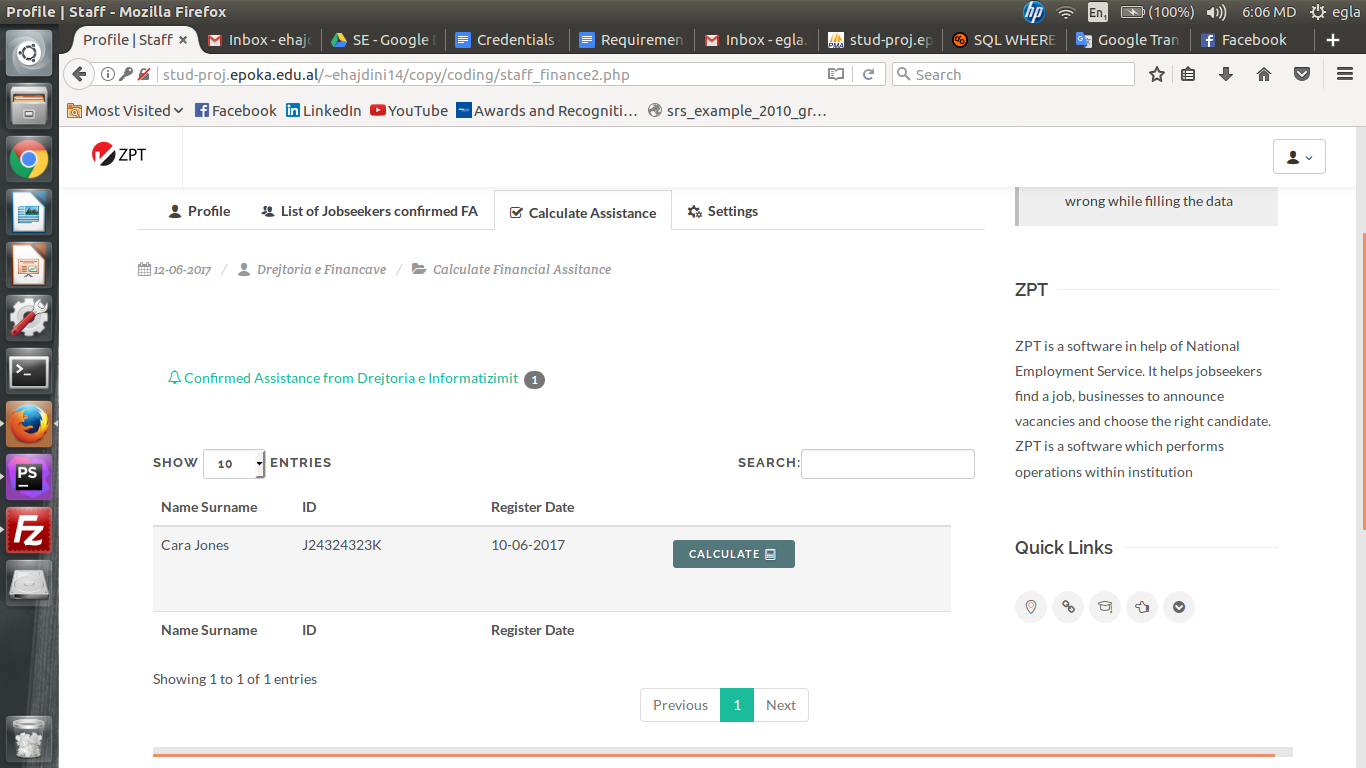 Profile | Staff - Mozilla Firefox
hp En1 (100%) 6:06 MD egla
Profile | Staff × Inbox - ehajd SE - Google D Credentials Requiremen Inbox - egla. stud-proj.ep SQL WHERE Google Tran Facebook
stud-proj.epoka.edu.al/~ehajdini14/copy/coding/staff_finance2.php Search
Most Visited Facebook LinkedIn YouTube Awards and Recogniti... srs_example_2010_gr...
ZPT
Profile List of Jobseekers confirmed FA Calculate Assistance Settings
wrong while filling the data
12-06-2017 / Drejtoria e Financave / Calculate Financial Assitance
ZPT
ZPT is a software in help of National
Employment Service. It helps jobseekers
find a job, businesses to announce
vacancies and choose the right candidate.
ZPT is a software which performs
operations within institution
Confirmed Assistance from Drejtoria e Informatizimit 1
SHOW 10 ENTRIES SEARCH:
Name Surname ID Register Date
Cara Jones J24324323K 10-06-2017 CALCULATE
Name Surname ID Register Date
Quick Links
Showing 1 to 1 of 1 entries
Previous 1 Next
PS
Fz